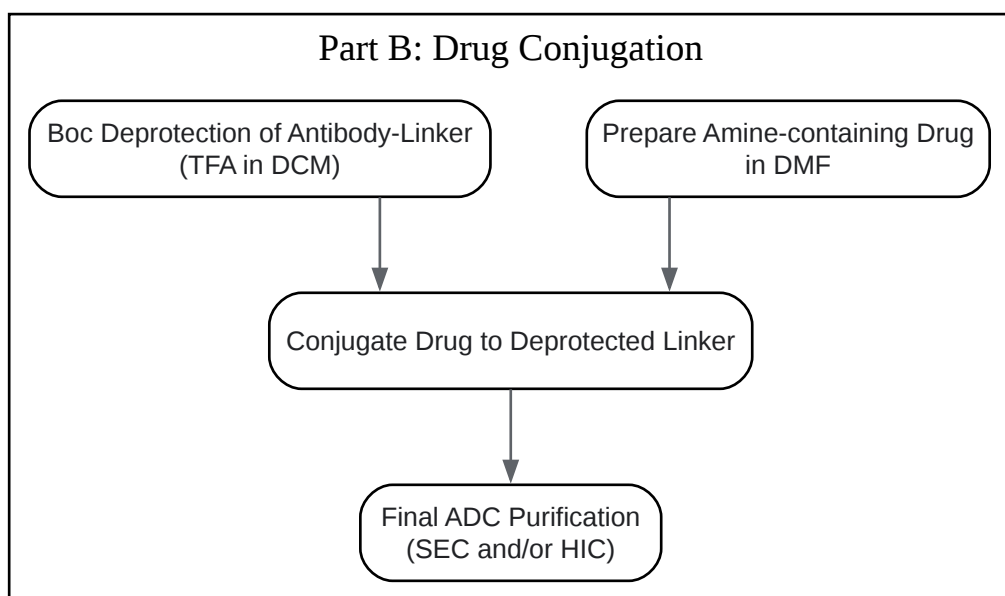 Part B: Drug Conjugation
Boc Deprotection of Antibody-Linker
(TFA in DCM)
Prepare Amine-containing Drug
in DMF
Conjugate Drug to Deprotected Linker
Final ADC Purification
(SEC and/or HIC)